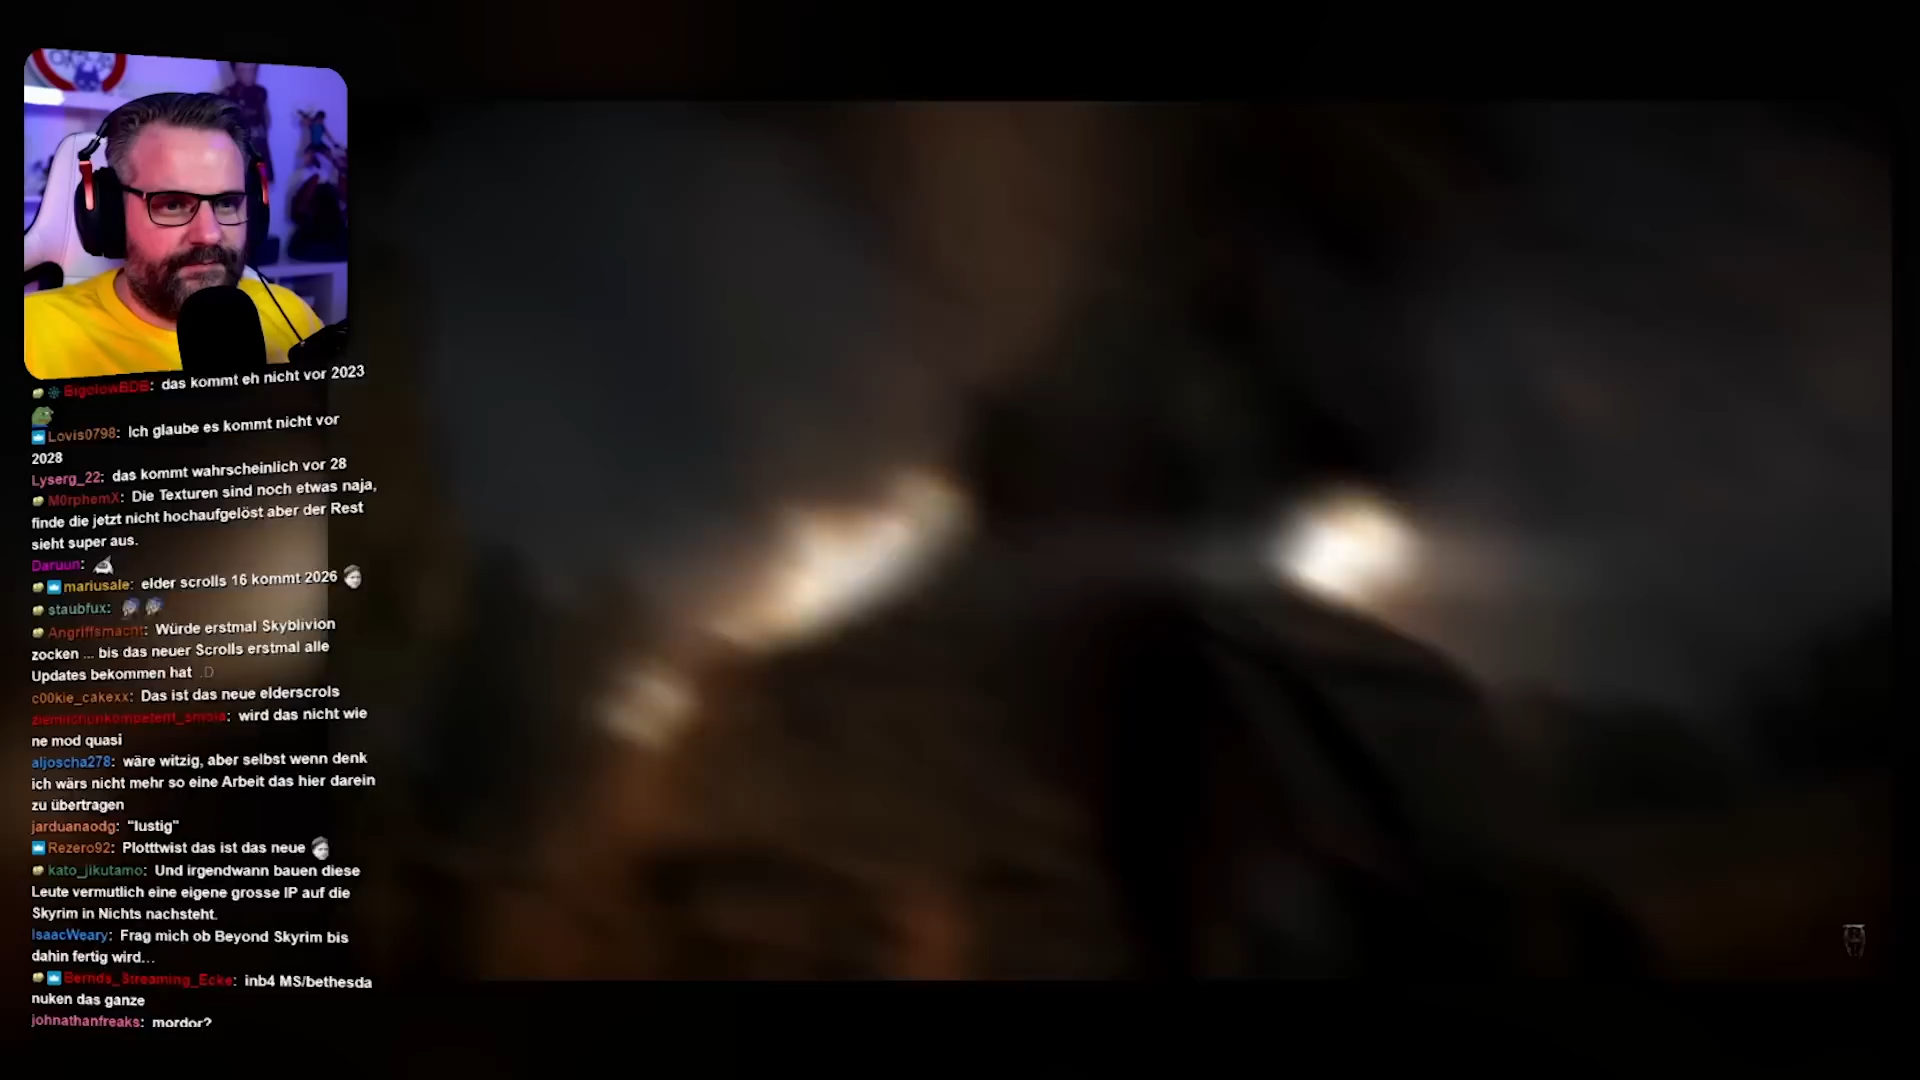 BigolowBDB: das kommt eh nicht vor 2023
Lovis0798: Ich glaube es kommt nicht vor
2028
Lyserg_22: das kommt wahrscheinlich vor 28
M0rphemX: Die Texturen sind noch etwas naja,
finde die jetzt nicht hochaufgelöst aber der Rest
sieht super aus.
Daruun:
mariusale: elder scrolls 16 kommt 2026
staubfux:
Angriffsmacht: Würde erstmal Skyblivion
zocken ... bis das neuer Scrolls erstmal alle
Updates bekommen hat :D
c00kie_cakexx: Das ist das neue elderscrols
wird das nicht wie
ne mod quasi
aljoscha278: wäre witzig, aber selbst wenn denk
ich wärs nicht mehr so eine Arbeit das hier darein
zu übertragen
jarduanaodg: "lustig"
Rezero92: Plotttwist das ist das neue
kato_jikutamo: Und irgendwann bauen diese
Leute vermutlich eine eigene grosse IP auf die
Skyrim in Nichts nachsteht.
IsaacWeary: Frag mich ob Beyond Skyrim bis
dahin fertig wird...
Bernds_Streaming_Ecke: inb4 MS/bethesda
nuken das ganze
johnathanfreaks: mordor?